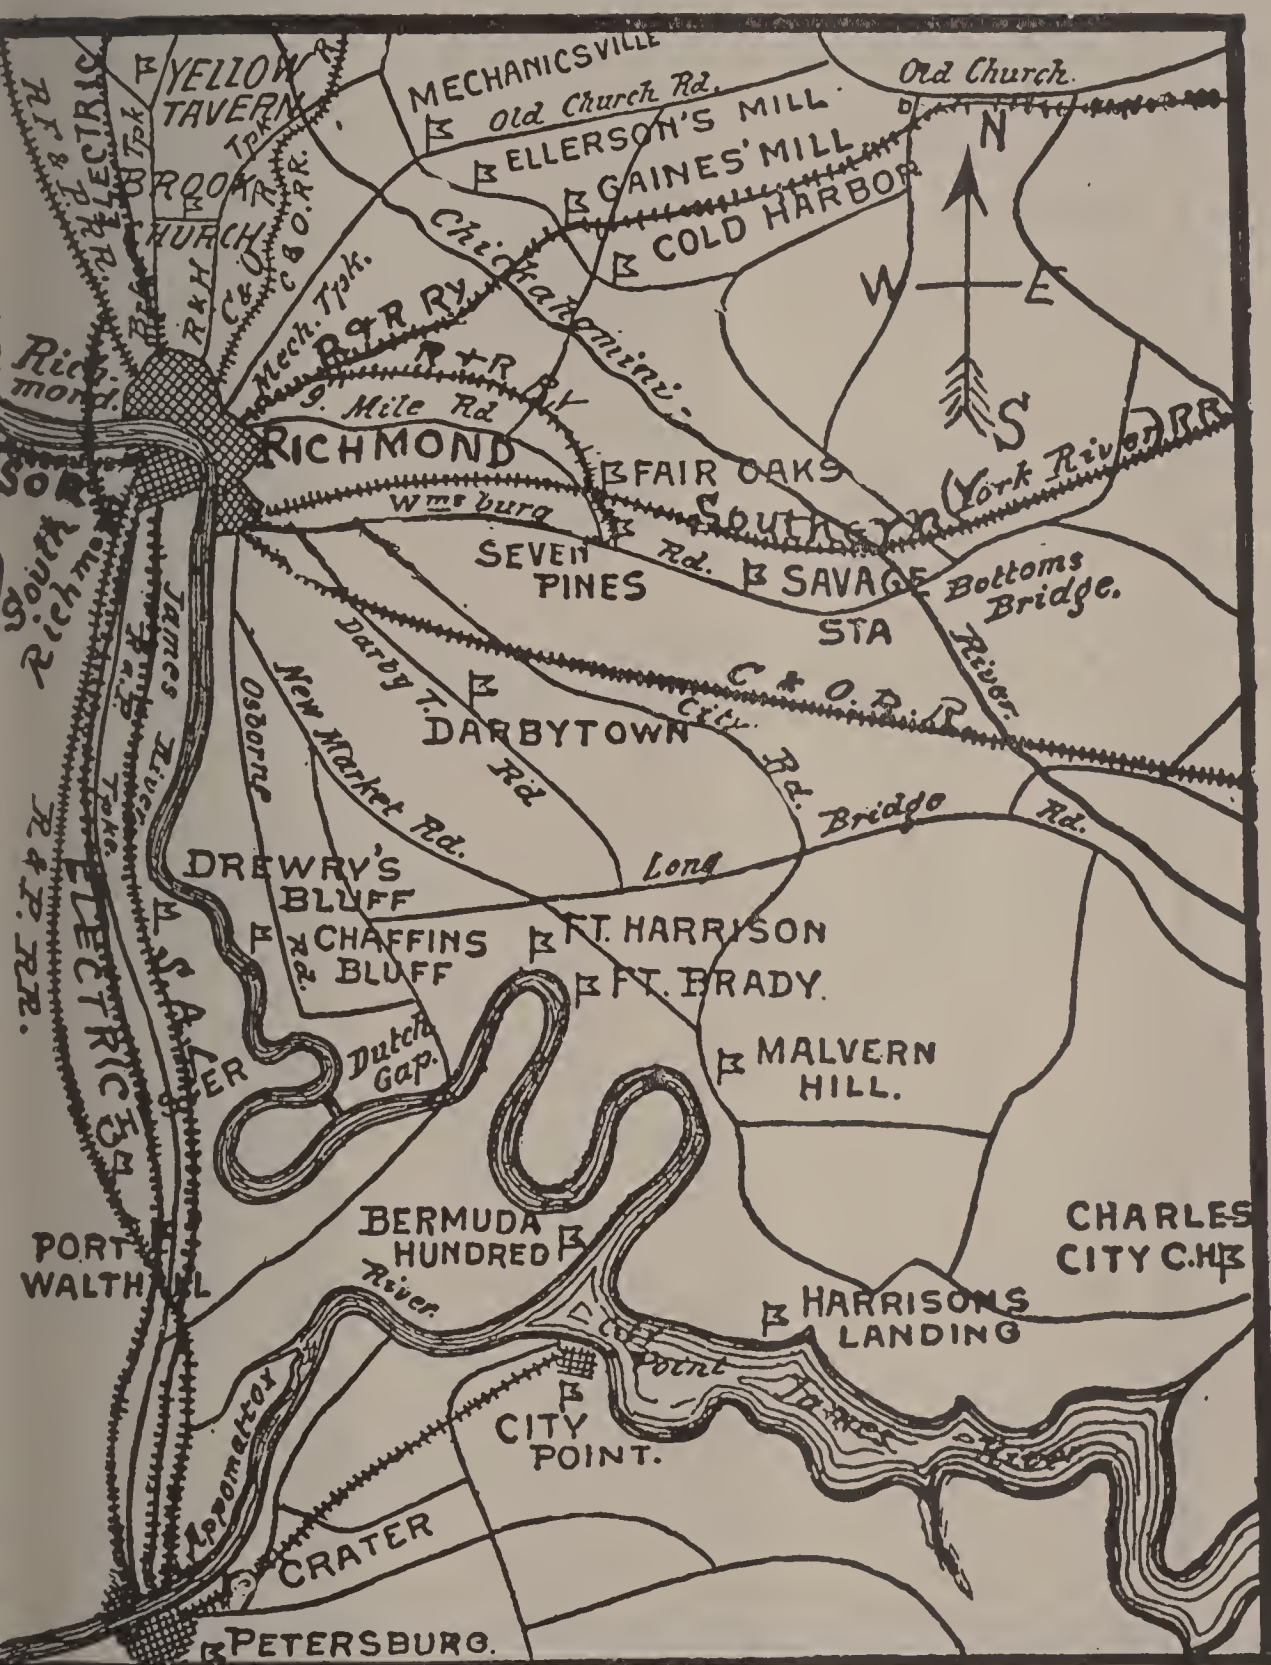 YELLOW
TAVERN
MECHANICSVILLE
Old Church Rd.
ELLERSON'S MILL.
GAINES' MILL
COLD HARBOR
Old Church.
N
W
E
S
R.F & P. R.R.
ELECTRIC
Tpk
Tpk
BROOK
CHURCH
C & O. R.R.
Mech. Tpk.
R & R Ry
R & R Ry
Chickahomini
9. Mile Rd
Rich-
mond.
RICHMOND
FAIR OAKS
Wms burg
Southern (York River) RR
SEVEN
PINES
Rd.
SAVAGE
STA
Bottoms
Bridge.
South
Richmond
River.
C & O. R. R.
James River
Osborne
New Market Rd.
Darby T.
DARBYTOWN
Rd
City
Rd.
Long
Bridge
Rd.
R & P. RR.
ELECTRIC
DREWRY'S
BLUFF
CHAFFINS
BLUFF
Rd.
FT. HARRISON
FT. BRADY.
Dutch
Gap.
MALVERN
HILL.
PORT
WALTHALL
BERMUDA
HUNDRED
River.
CHARLES
CITY C.H.
HARRISONS
LANDING
City
Point
James
River
CITY
POINT.
Appomattox
CRATER
PETERSBURG.